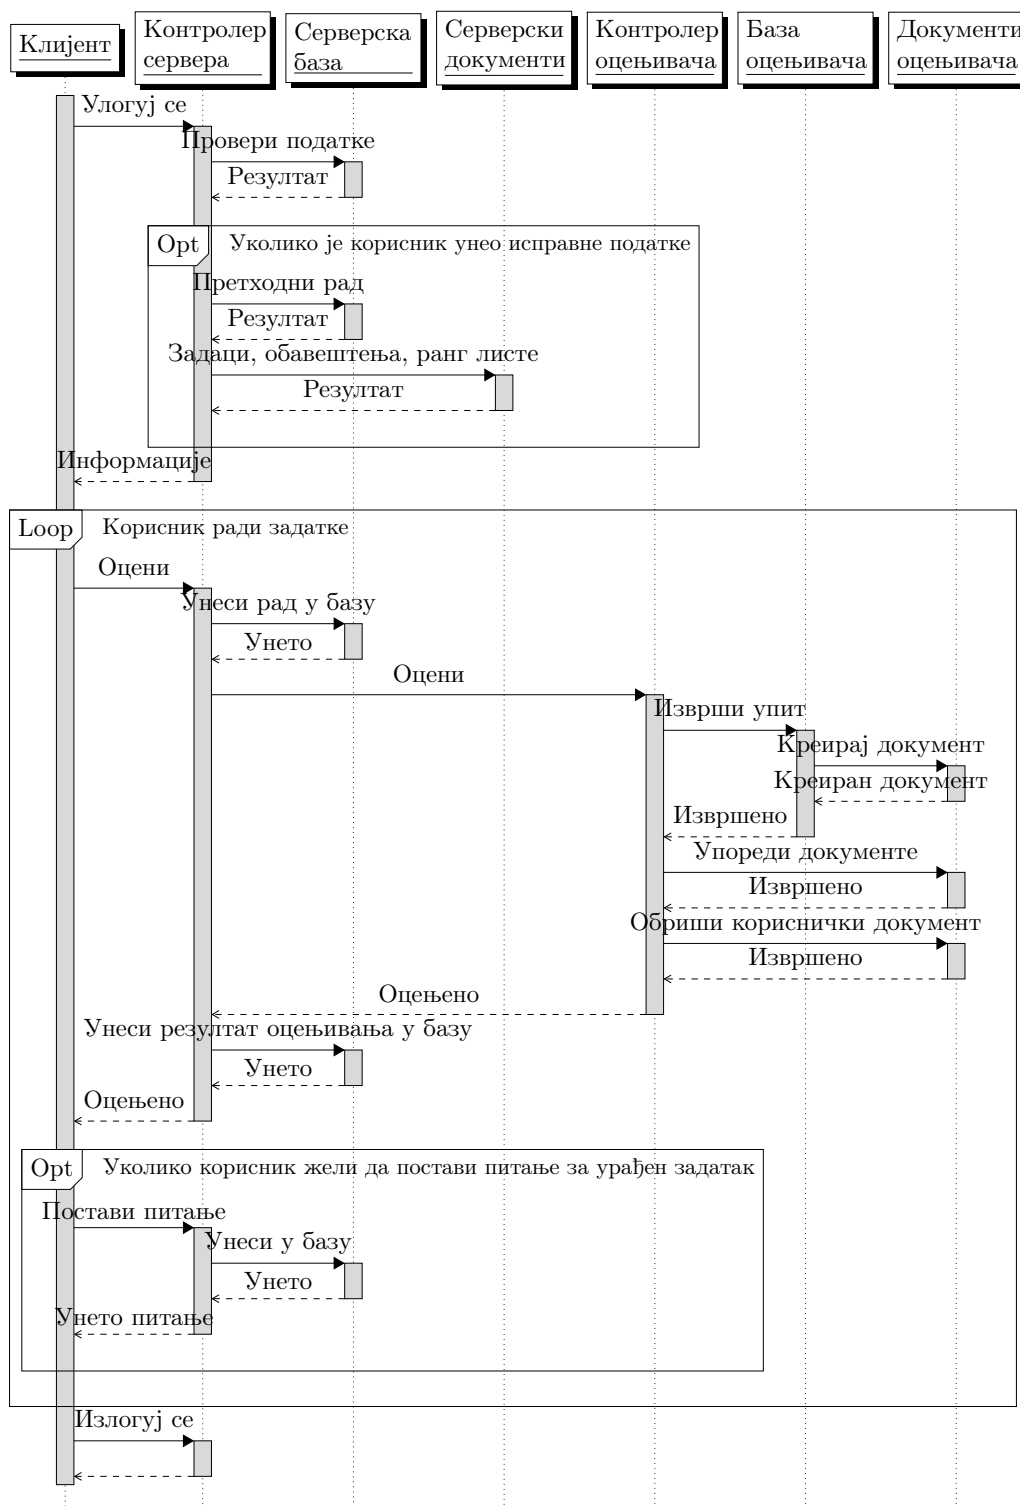 Клијент
Контролер
сервера
Серверска
база
Серверски
документи
Контролер
оцењивача
База
оцењивача
Документи
оцењивача
Улогуј се
Провери податке
Резултат
Opt
Уколико је корисник унео исправне податке
Претходни рад
Резултат
Задаци, обавештења, ранг листе
Резултат
Информације
Loop
Корисник ради задатке
Оцени
Унеси рад у базу
Унето
Оцени
Изврши упит
Креирај документ
Креиран документ
Извршено
Упореди документе
Извршено
Обриши кориснички документ
Извршено
Оцењено
Унеси резултат оцењивања у базу
Унето
Оцењено
Opt
Уколико корисник жели да постави питање за урађен задатак
Постави питање
Унеси у базу
Унето
Унето питање
Излогуј се